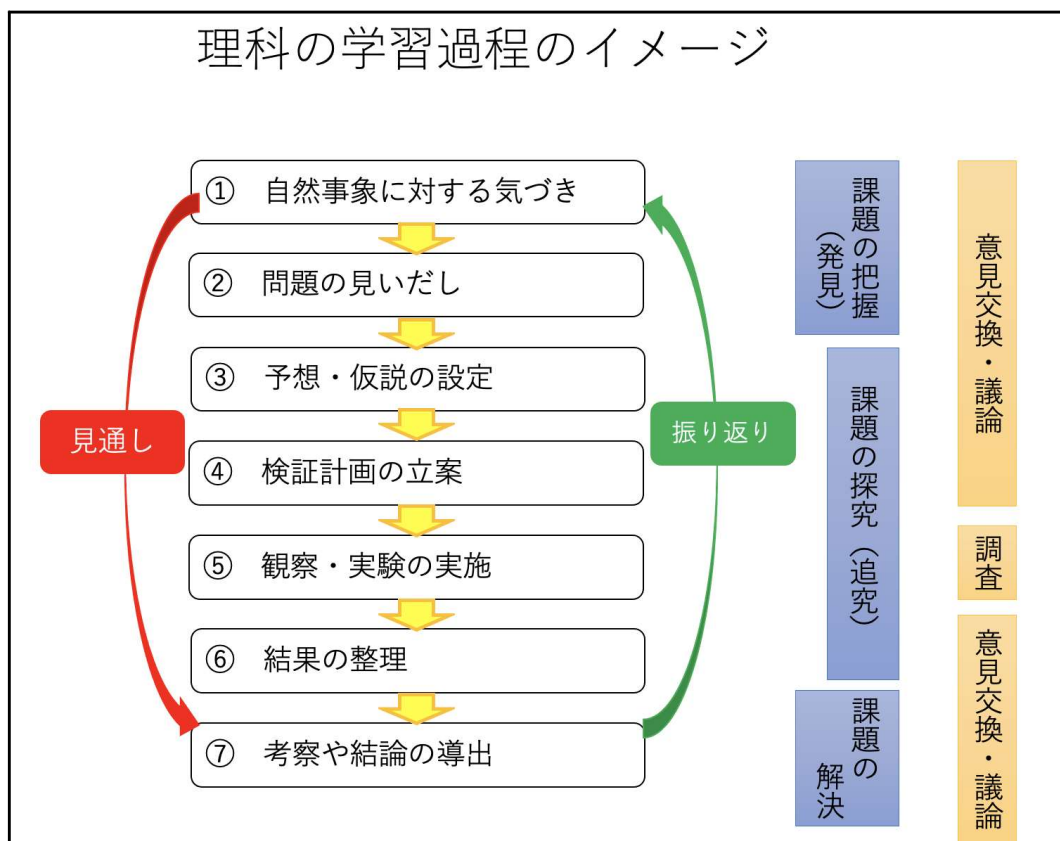 理科の学習過程のイメージ
① 自然事象に対する気づき
② 問題の見いだし
③ 予想・仮説の設定
④ 検証計画の立案
⑤ 観察・実験の実施
⑥ 結果の整理
⑦ 考察や結論の導出
見通し
振り返り
課題の把握
（発見）
課題の探究（追究）
課題の
解決
意見交換・議論
調査
意見交換・議論